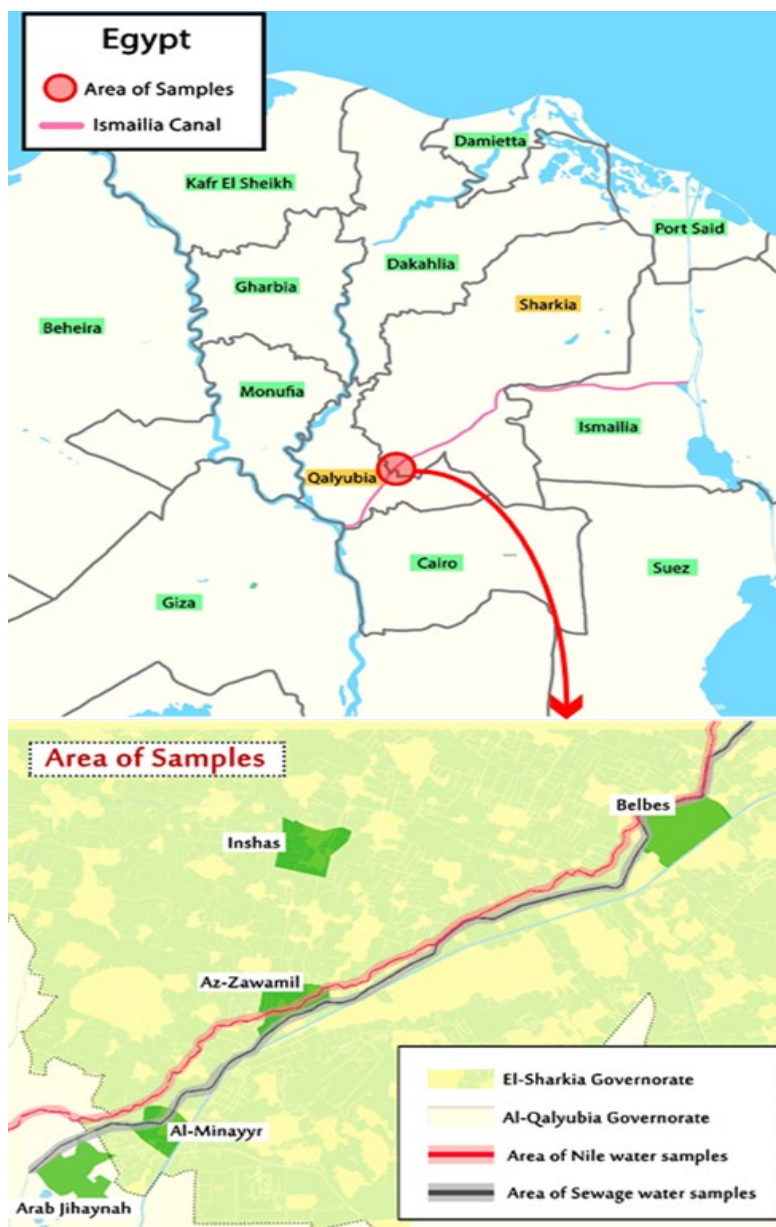 Egypt
Area of Samples
Ismailia Canal
Damietta
Kafr El Sheikh
Port Said
Dakahlia
Gharbia
Sharkia
Beheira
Monufia
Ismailia
Qalyubia
Cairo
Suez
Giza
Area of Samples
Belbes
Inshas
Az-Zawamil
El-Sharkia Governorate
Al-Qalyubia Governorate
Al-Minayyr
Area of Nile water samples
Area of Sewage water samples
Arab Jihaynah